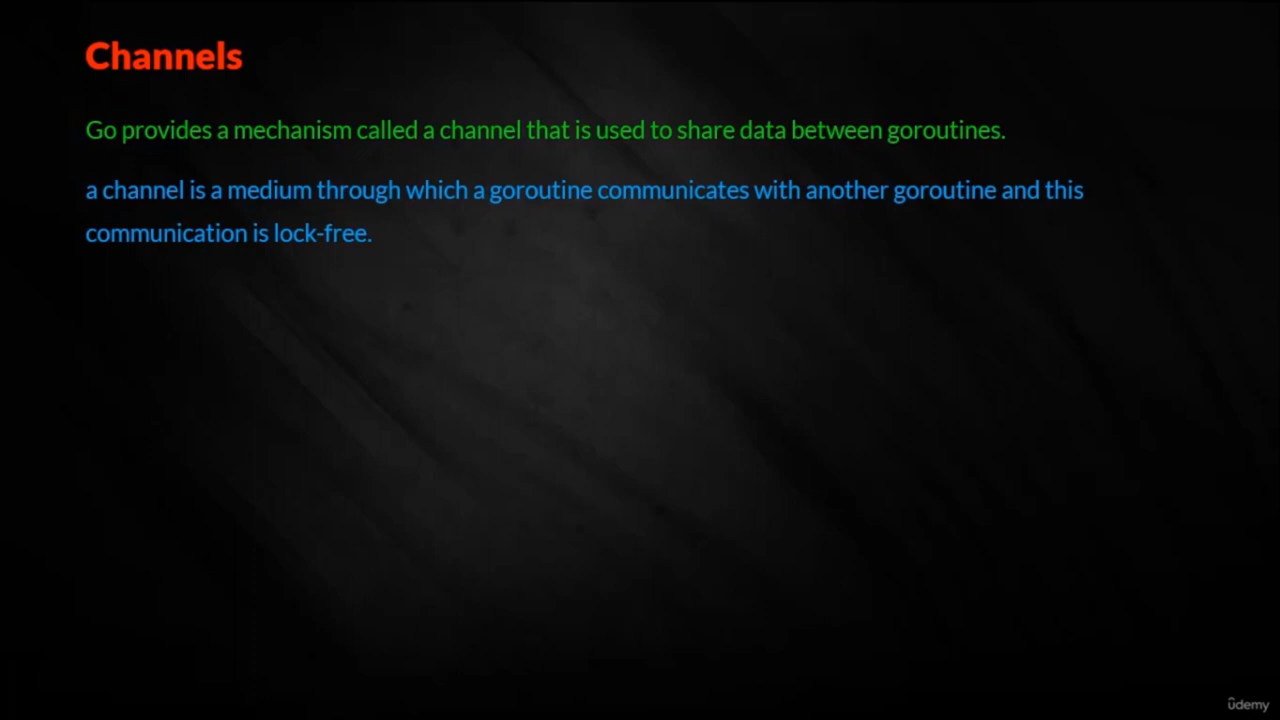 Channels
Go provides a mechanism called a channel that is used to share data between goroutines.
a channel is a medium through which a goroutine communicates with another goroutine and this
communication is lock-free.
ûdemy